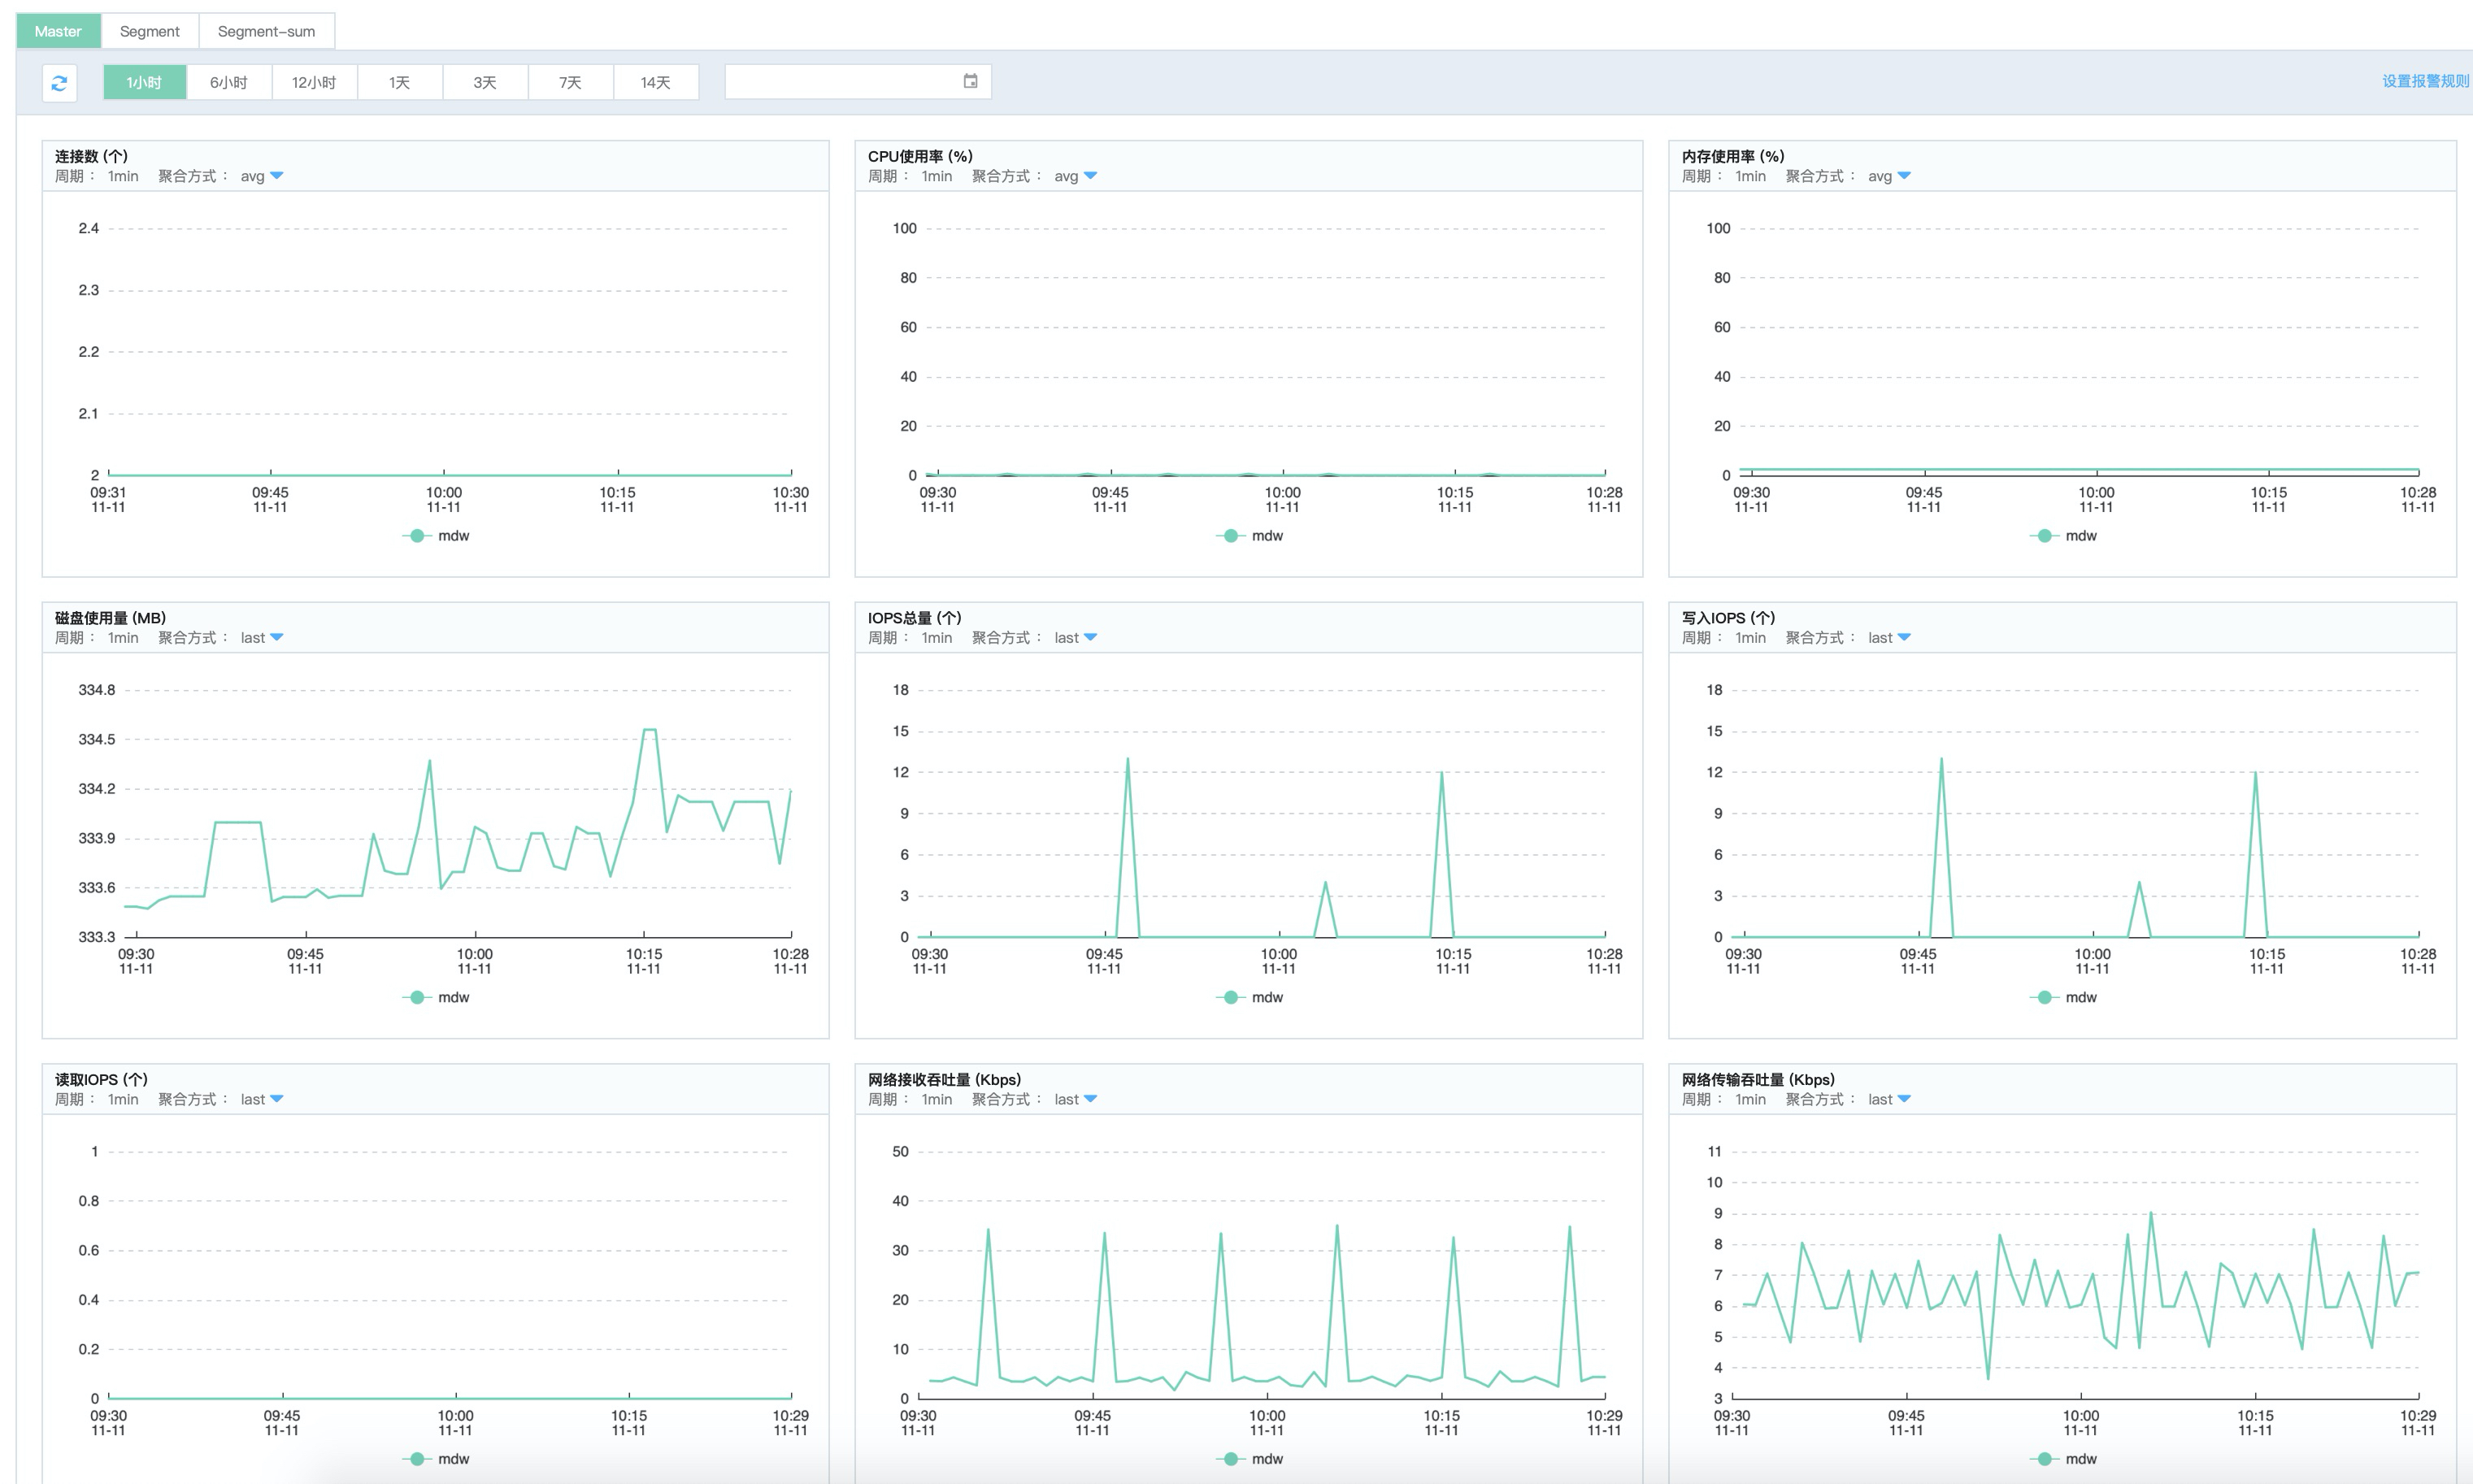 Master Segment Segment-sum
1小时 6小时 12小时 1天 3天 7天 14天 设置报警规则
连接数 (个)
周期： 1min 聚合方式： avg
2.4
2.3
2.2
2.1
2
09:31 09:45 10:00 10:15 10:30
11-11 11-11 11-11 11-11 11-11
mdw
CPU使用率 (%)
周期： 1min 聚合方式： avg
100
80
60
40
20
0
09:30 09:45 10:00 10:15 10:28
11-11 11-11 11-11 11-11 11-11
mdw
内存使用率 (%)
周期： 1min 聚合方式： avg
100
80
60
40
20
0
09:30 09:45 10:00 10:15 10:28
11-11 11-11 11-11 11-11 11-11
mdw
磁盘使用量 (MB)
周期： 1min 聚合方式： last
334.8
334.5
334.2
333.9
333.6
333.3
09:30 09:45 10:00 10:15 10:28
11-11 11-11 11-11 11-11 11-11
mdw
IOPS总量 (个)
周期： 1min 聚合方式： last
18
15
12
9
6
3
0
09:30 09:45 10:00 10:15 10:28
11-11 11-11 11-11 11-11 11-11
mdw
写入IOPS (个)
周期： 1min 聚合方式： last
18
15
12
9
6
3
0
09:30 09:45 10:00 10:15 10:28
11-11 11-11 11-11 11-11 11-11
mdw
读取IOPS (个)
周期： 1min 聚合方式： last
1
0.8
0.6
0.4
0.2
0
09:30 09:45 10:00 10:15 10:29
11-11 11-11 11-11 11-11 11-11
mdw
网络接收吞吐量 (Kbps)
周期： 1min 聚合方式： last
50
40
30
20
10
0
09:30 09:45 10:00 10:15 10:29
11-11 11-11 11-11 11-11 11-11
mdw
网络传输吞吐量 (Kbps)
周期： 1min 聚合方式： last
11
10
9
8
7
6
5
4
3
09:30 09:45 10:00 10:15 10:29
11-11 11-11 11-11 11-11 11-11
mdw